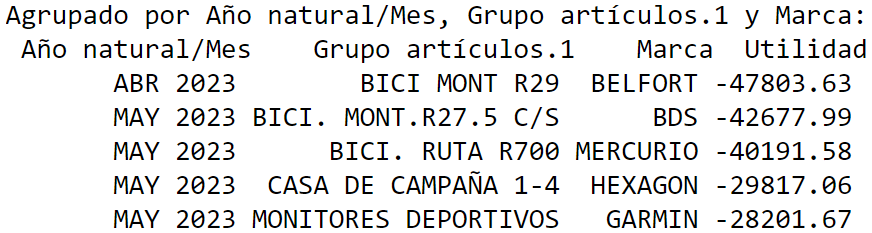 Agrupado por Año natural/Mes, Grupo artículos.1 y Marca:
Año natural/Mes Grupo artículos.1 Marca Utilidad
ABR 2023 BICI MONT R29 BELFORT -47803.63
MAY 2023 BICI. MONT.R27.5 C/S BDS -42677.99
MAY 2023 BICI. RUTA R700 MERCURIO -40191.58
MAY 2023 CASA DE CAMPAÑA 1-4 HEXAGON -29817.06
MAY 2023 MONITORES DEPORTIVOS GARMIN -28201.67